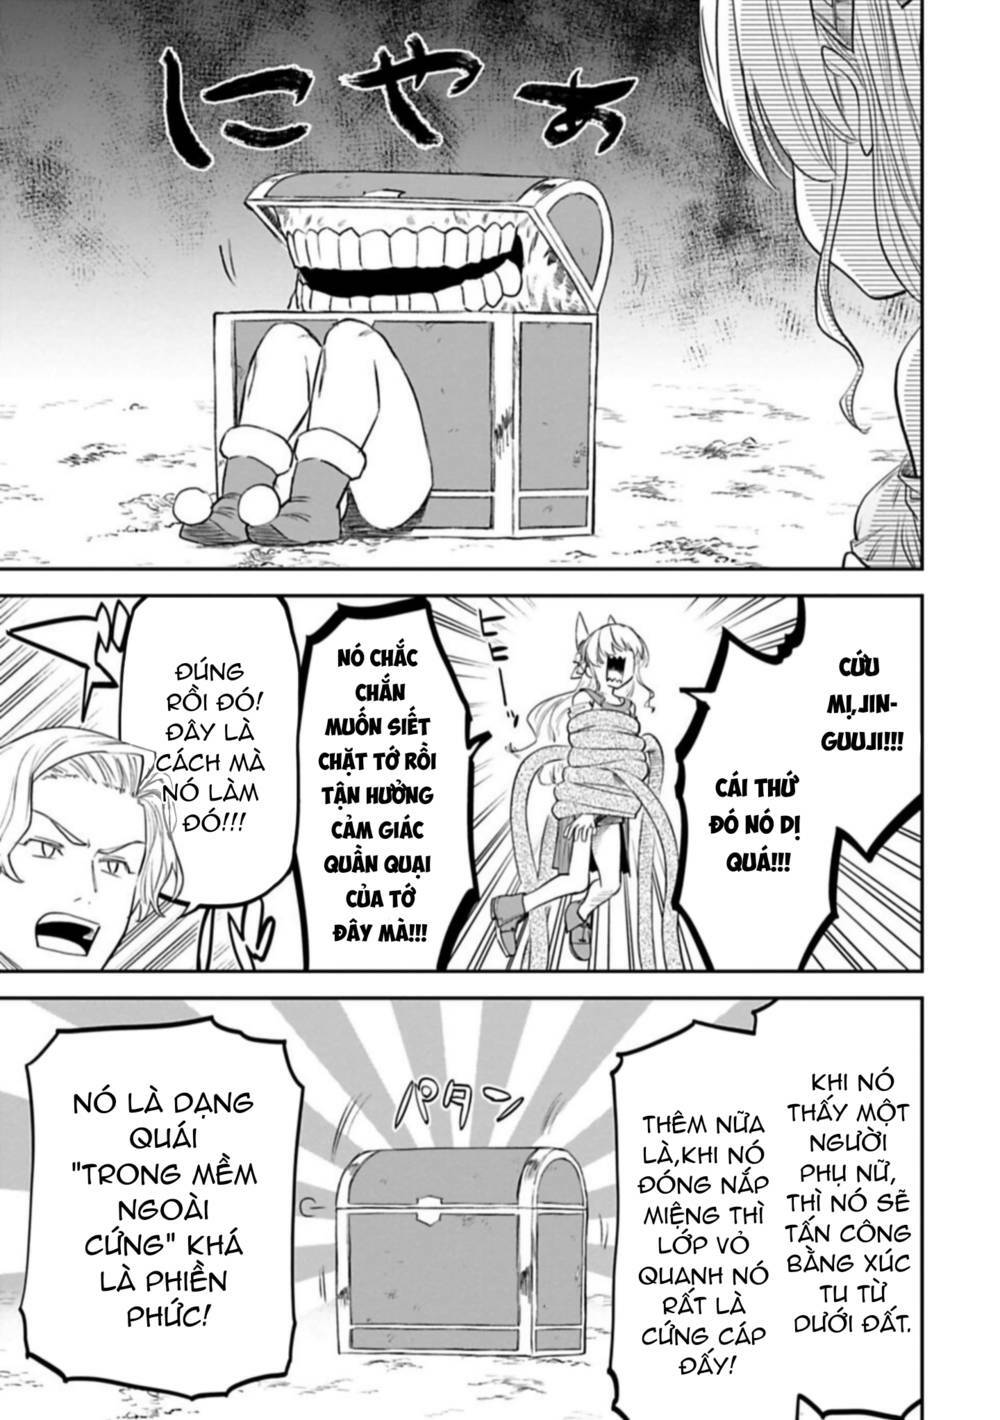 にやぁ
CỨU
MỊ,JIN-
GUUJI!!!
CÁI THỨ
ĐÓ NÓ DỊ
QUÁ!!!
NÓ CHẮC
CHẮN
MUỐN SIẾT
CHẶT TỚ RỒI
TẬN HƯỞNG
CẢM GIÁC
QUẰN QUẠI
CỦA TỚ
ĐÂY MÀ!!!
ĐÚNG
RỒI ĐÓ!
ĐÂY LÀ
CÁCH MÀ
NÓ LÀM
ĐÓ!!!
KHI NÓ
THẤY MỘT
NGƯỜI
PHỤ NỮ,
THÌ NÓ SẼ
TẤN CÔNG
BẰNG XÚC
TU TỪ
DƯỚI ĐẤT.
THÊM NỮA
LÀ,KHI NÓ
ĐÓNG NẮP
MIỆNG THÌ
LỚP VỎ
QUANH NÓ
RẤT LÀ
CỨNG CÁP
ĐẤY!
パタン
NÓ LÀ DẠNG
QUÁI
"TRONG MỀM
NGOÀI
CỨNG" KHÁ
LÀ PHIỀN
PHỨC!